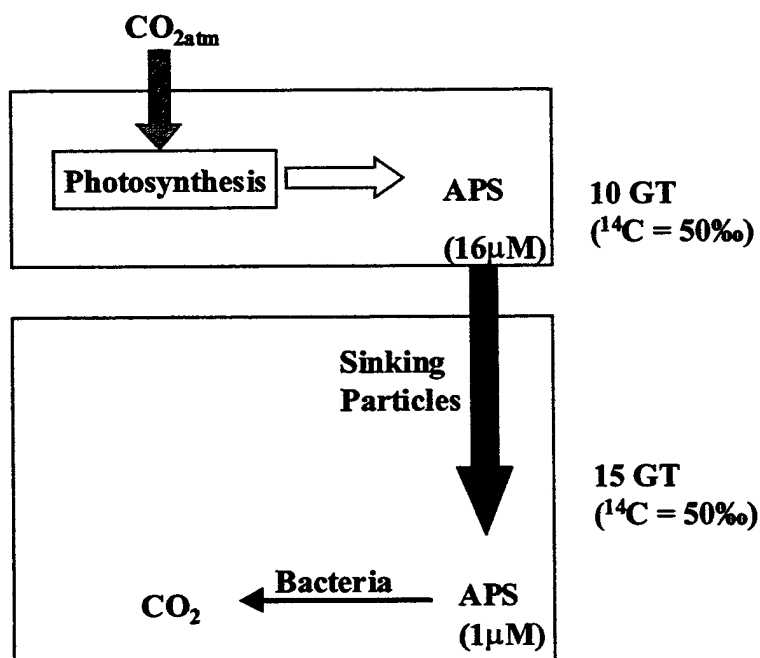 CO₂atm
Photosynthesis
APS
(16μM)
10 GT
(¹⁴C = 50‰)
Sinking
Particles
15 GT
(¹⁴C = 50‰)
Bacteria
CO₂
APS
(1μM)